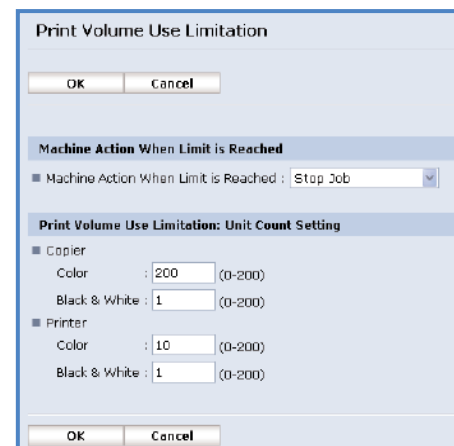 Print Volume Use Limitation
OK Cancel
Machine Action When Limit is Reached
Machine Action When Limit is Reached : Stop Job
Print Volume Use Limitation: Unit Count Setting
Copier
Color : 200 (0-200)
Black & White : 1 (0-200)
Printer
Color : 10 (0-200)
Black & White : 1 (0-200)
OK Cancel